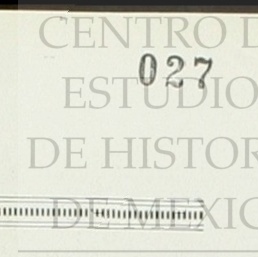 CENTRO D
027
ESTUDIO
DE HISTOR
DE MEXIC